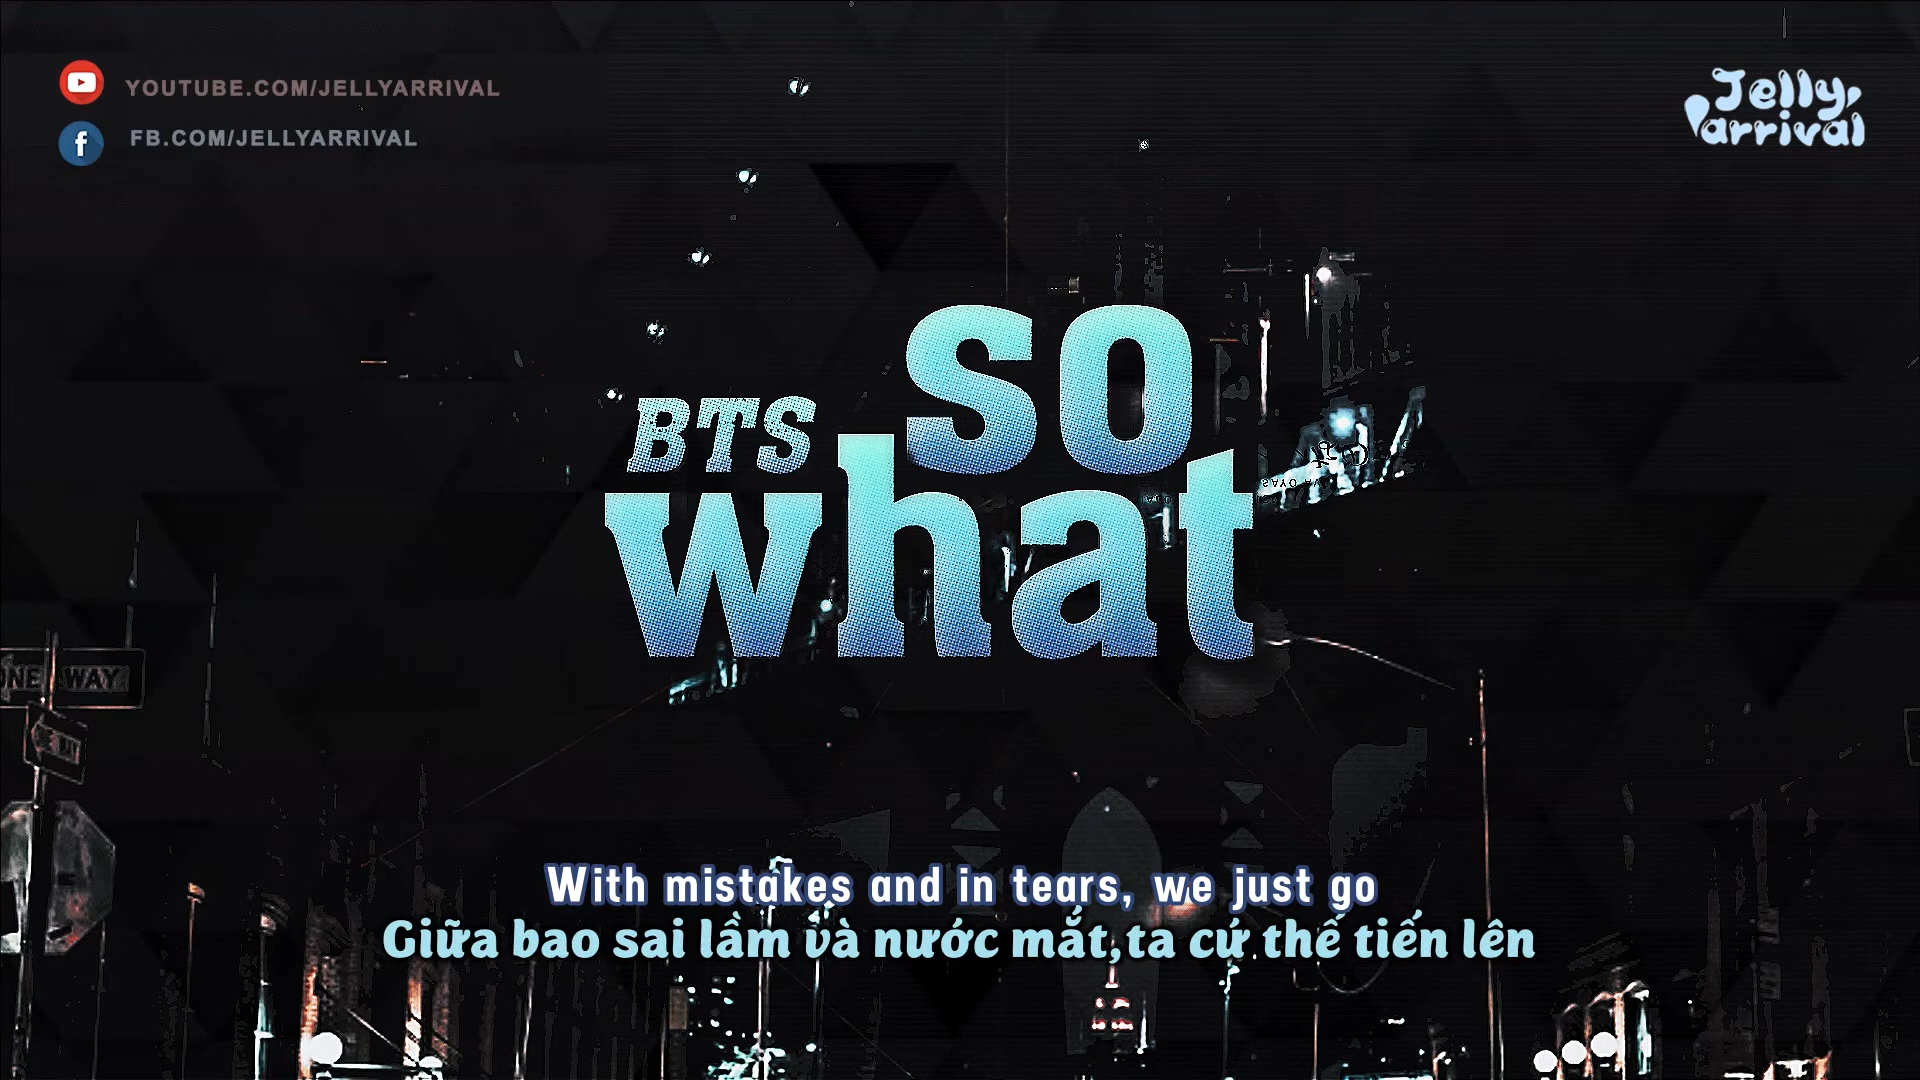 YOUTUBE.COM/JELLYARRIVAL
FB.COM/JELLYARRIVAL
Jelly
arrival
so
BTS
what
ONE WAY
With mistakes and in tears, we just go
Giữa bao sai lầm và nước mắt,ta cứ thế tiến lên